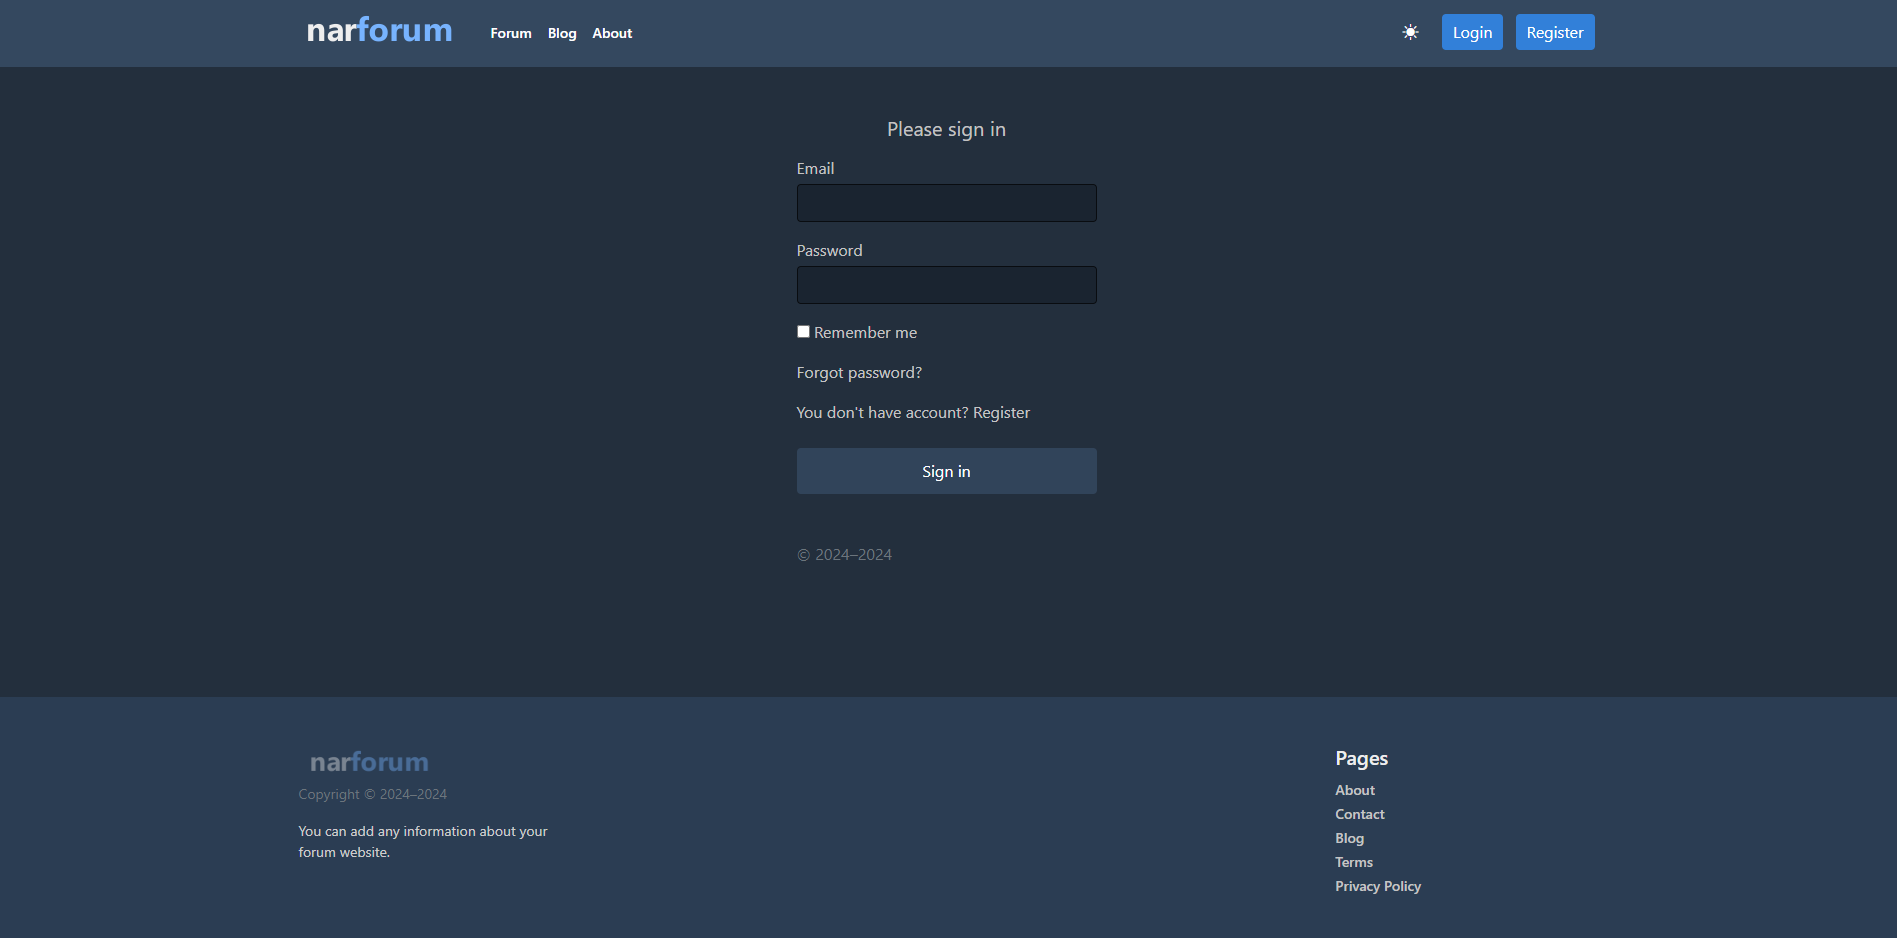 narforum Forum Blog About Login Register
Please sign in
Email
Password
Remember me
Forgot password?
You don't have account? Register
Sign in
© 2024–2024
narforum
Copyright © 2024–2024
You can add any information about your
forum website.
Pages
About
Contact
Blog
Terms
Privacy Policy